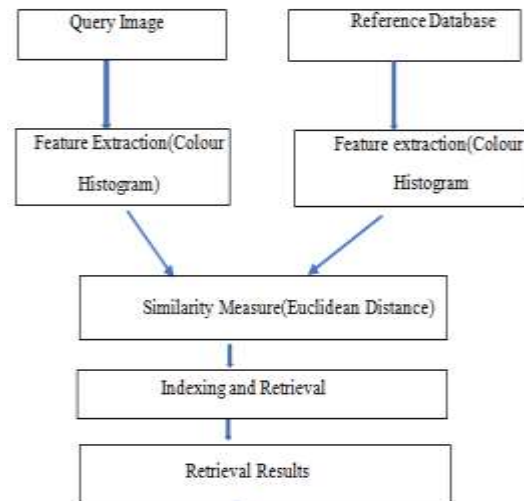 Query Image
Reference Database
Feature Extraction(Colour
Histogram)
Feature extraction(Colour
Histogram
Similarity Measure(Euclidean Distance)
Indexing and Retrieval
Retrieval Results